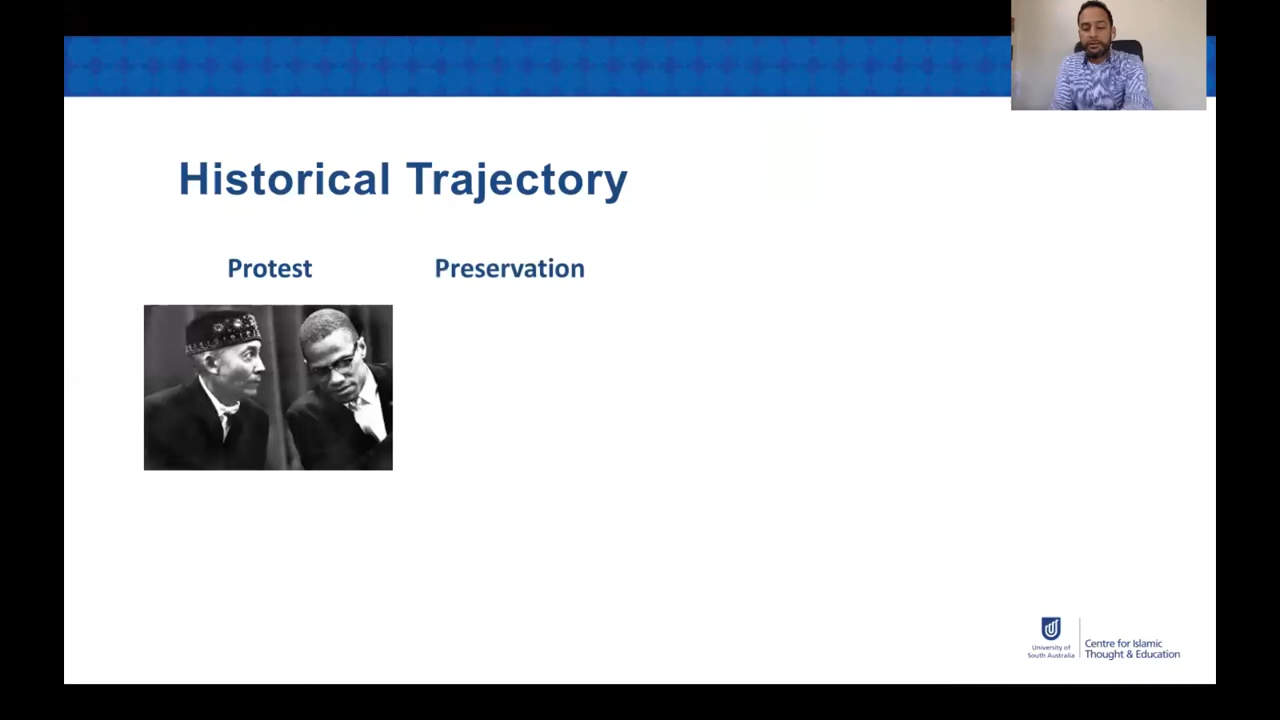 Historical Trajectory
Protest
Preservation
University of
South Australia
Centre for Islamic
Thought & Education